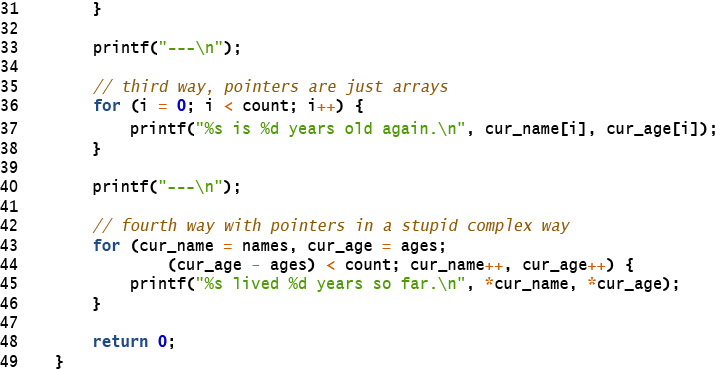 31        }
32
33        printf("---\n");
34
35        // third way, pointers are just arrays
36        for (i = 0; i < count; i++) {
37            printf("%s is %d years old again.\n", cur_name[i], cur_age[i]);
38        }
39
40        printf("---\n");
41
42        // fourth way with pointers in a stupid complex way
43        for (cur_name = names, cur_age = ages;
44                (cur_age - ages) < count; cur_name++, cur_age++) {
45            printf("%s lived %d years so far.\n", *cur_name, *cur_age);
46        }
47
48        return 0;
49    }